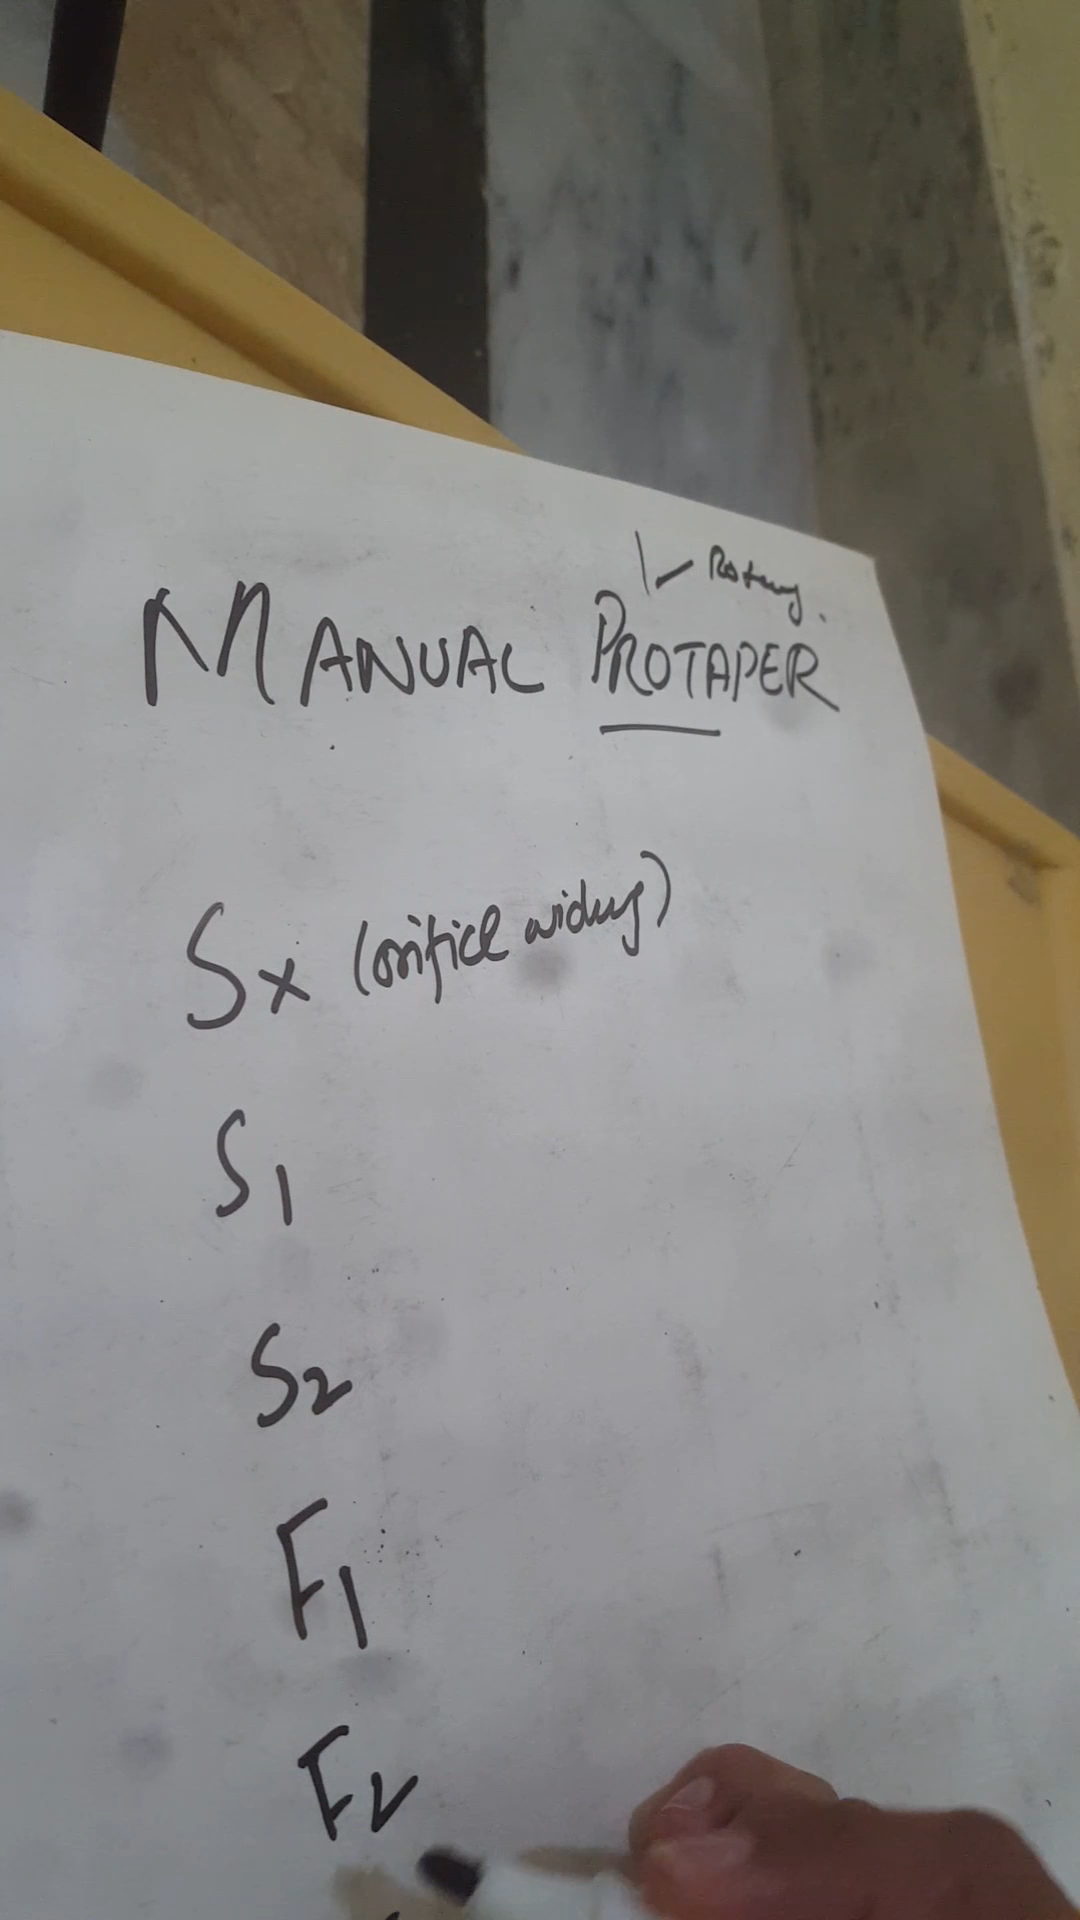 Rotary.
MANUAL PROTAPER
Sx (orifice widing)
S1
S2
F1
F2